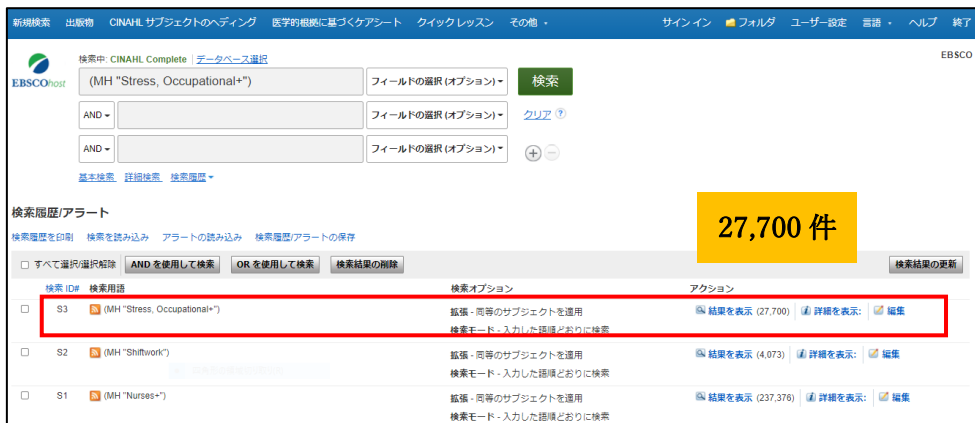 新規検索 出版物 CINAHL サブジェクトのヘディング 医学的根拠に基づくケアシート クイックレッスン その他 サインイン フォルダ ユーザー設定 言語 ヘルプ 終了
検索中: CINAHL Complete データベース選択 EBSCO
EBSCOhost (MH "Stress, Occupational+") フィールドの選択 (オプション) 検索
AND フィールドの選択 (オプション) クリア ?
AND フィールドの選択 (オプション)
基本検索 詳細検索 検索履歴
検索履歴/アラート
27,700 件
検索履歴を印刷 検索を読み込み アラートの読み込み 検索履歴/アラートの保存
すべて選択/選択解除 AND を使用して検索 OR を使用して検索 検索結果の削除 検索結果の更新
検索 ID# 検索用語 検索オプション アクション
S3 (MH "Stress, Occupational+") 拡張 - 同等のサブジェクトを適用 結果を表示 (27,700) 詳細を表示: 編集
検索モード - 入力した語順どおりに検索
S2 (MH "Shiftwork") 拡張 - 同等のサブジェクトを適用 結果を表示 (4,073) 詳細を表示: 編集
検索モード - 入力した語順どおりに検索
S1 (MH "Nurses+") 拡張 - 同等のサブジェクトを適用 結果を表示 (237,376) 詳細を表示: 編集
検索モード - 入力した語順どおりに検索